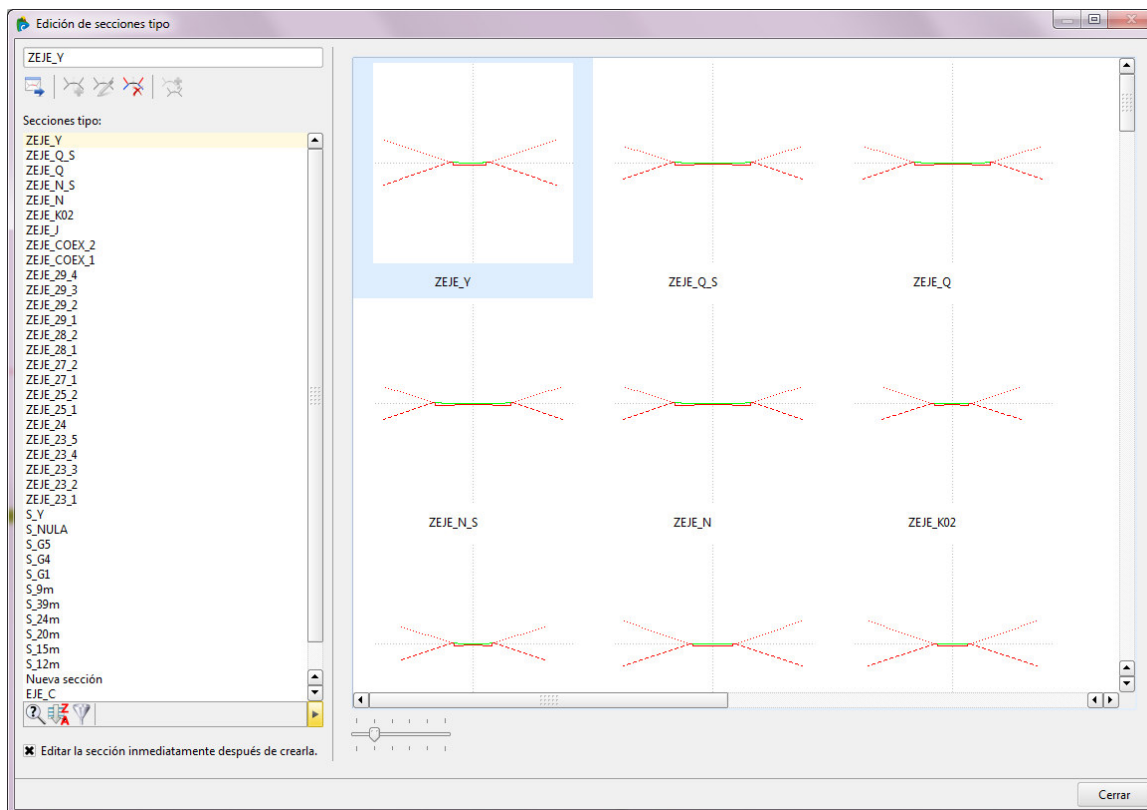 Edición de secciones tipo
ZEJE_Y
Secciones tipo:
ZEJE_Y
ZEJE_Q_S
ZEJE_Q
ZEJE_N_S
ZEJE_N
ZEJE_K02
ZEJE_J
ZEJE_COEX_2
ZEJE_COEX_1
ZEJE_29_4
ZEJE_29_3
ZEJE_29_2
ZEJE_29_1
ZEJE_28_2
ZEJE_28_1
ZEJE_27_2
ZEJE_27_1
ZEJE_25_2
ZEJE_25_1
ZEJE_24
ZEJE_23_5
ZEJE_23_4
ZEJE_23_3
ZEJE_23_2
ZEJE_23_1
S_Y
S_NULA
S_G5
S_G4
S_G1
S_9m
S_39m
S_24m
S_20m
S_15m
S_12m
Nueva sección
EJE_C
Editar la sección inmediatamente después de crearla.
ZEJE_Y ZEJE_Q_S ZEJE_Q
ZEJE_N_S ZEJE_N ZEJE_K02
Cerrar